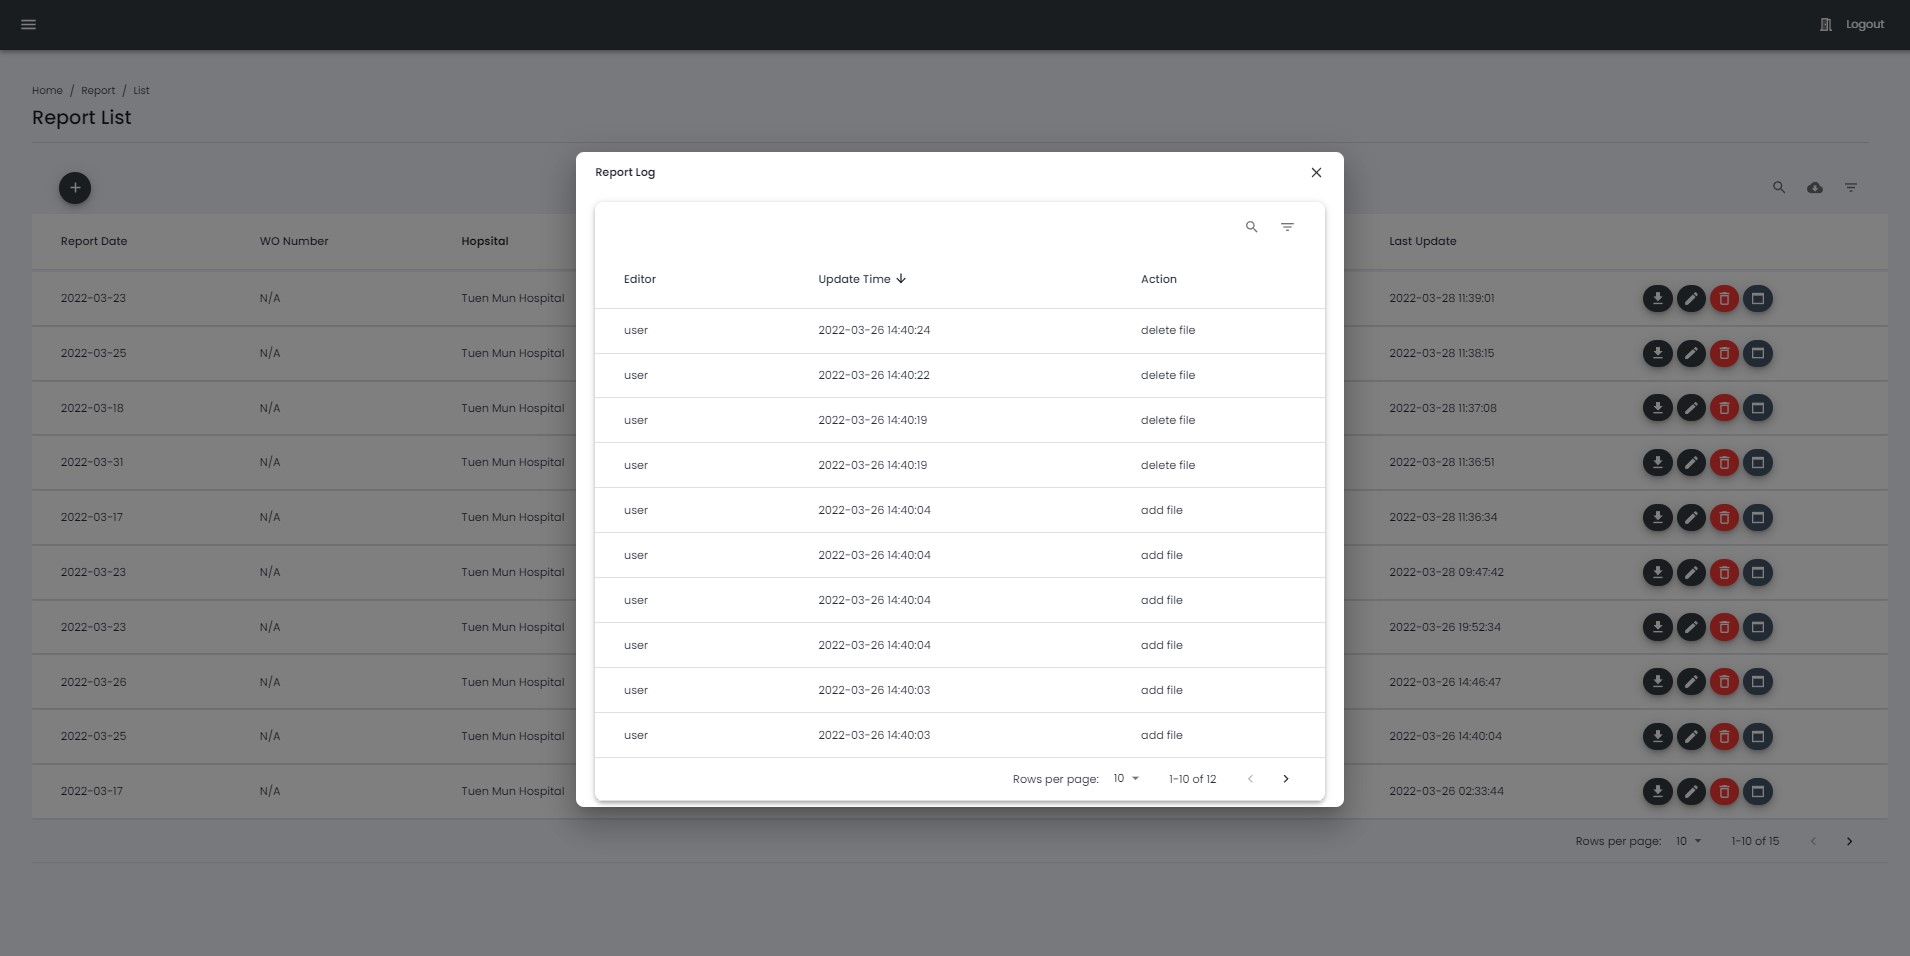 Logout
Home / Report / List
Report List
Report Log
Report Date WO Number Hopsital Last Update
Editor Update Time Action
2022-03-23 N/A Tuen Mun Hospital 2022-03-28 11:39:01
user 2022-03-26 14:40:24 delete file
2022-03-25 N/A Tuen Mun Hospital 2022-03-28 11:38:15
user 2022-03-26 14:40:22 delete file
2022-03-18 N/A Tuen Mun Hospital 2022-03-28 11:37:08
user 2022-03-26 14:40:19 delete file
2022-03-31 N/A Tuen Mun Hospital 2022-03-28 11:36:51
user 2022-03-26 14:40:19 delete file
2022-03-17 N/A Tuen Mun Hospital 2022-03-28 11:36:34
user 2022-03-26 14:40:04 add file
user 2022-03-26 14:40:04 add file
2022-03-23 N/A Tuen Mun Hospital 2022-03-28 09:47:42
user 2022-03-26 14:40:04 add file
2022-03-23 N/A Tuen Mun Hospital 2022-03-26 19:52:34
user 2022-03-26 14:40:04 add file
2022-03-26 N/A Tuen Mun Hospital 2022-03-26 14:46:47
user 2022-03-26 14:40:03 add file
2022-03-25 N/A Tuen Mun Hospital 2022-03-26 14:40:04
user 2022-03-26 14:40:03 add file
Rows per page: 10 1-10 of 12
2022-03-17 N/A Tuen Mun Hospital 2022-03-26 02:33:44
Rows per page: 10 1-10 of 15